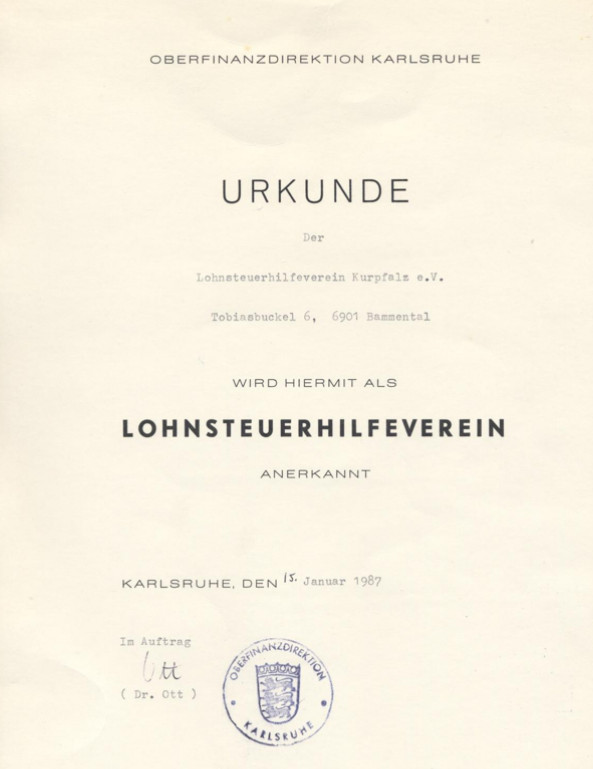 OBERFINANZDIREKTION KARLSRUHE
URKUNDE
Der
Lohnsteuerhilfeverein Kurpfalz e.V.
Tobiasbuckel 6, 6901 Bammental
WIRD HIERMIT ALS
LOHNSTEUERHILFEVEREIN
ANERKANNT
KARLSRUHE, DEN 15. Januar 1987
Im Auftrag
Ott
( Dr. Ott )
OBERFINANZDIREKTION
KARLSRUHE